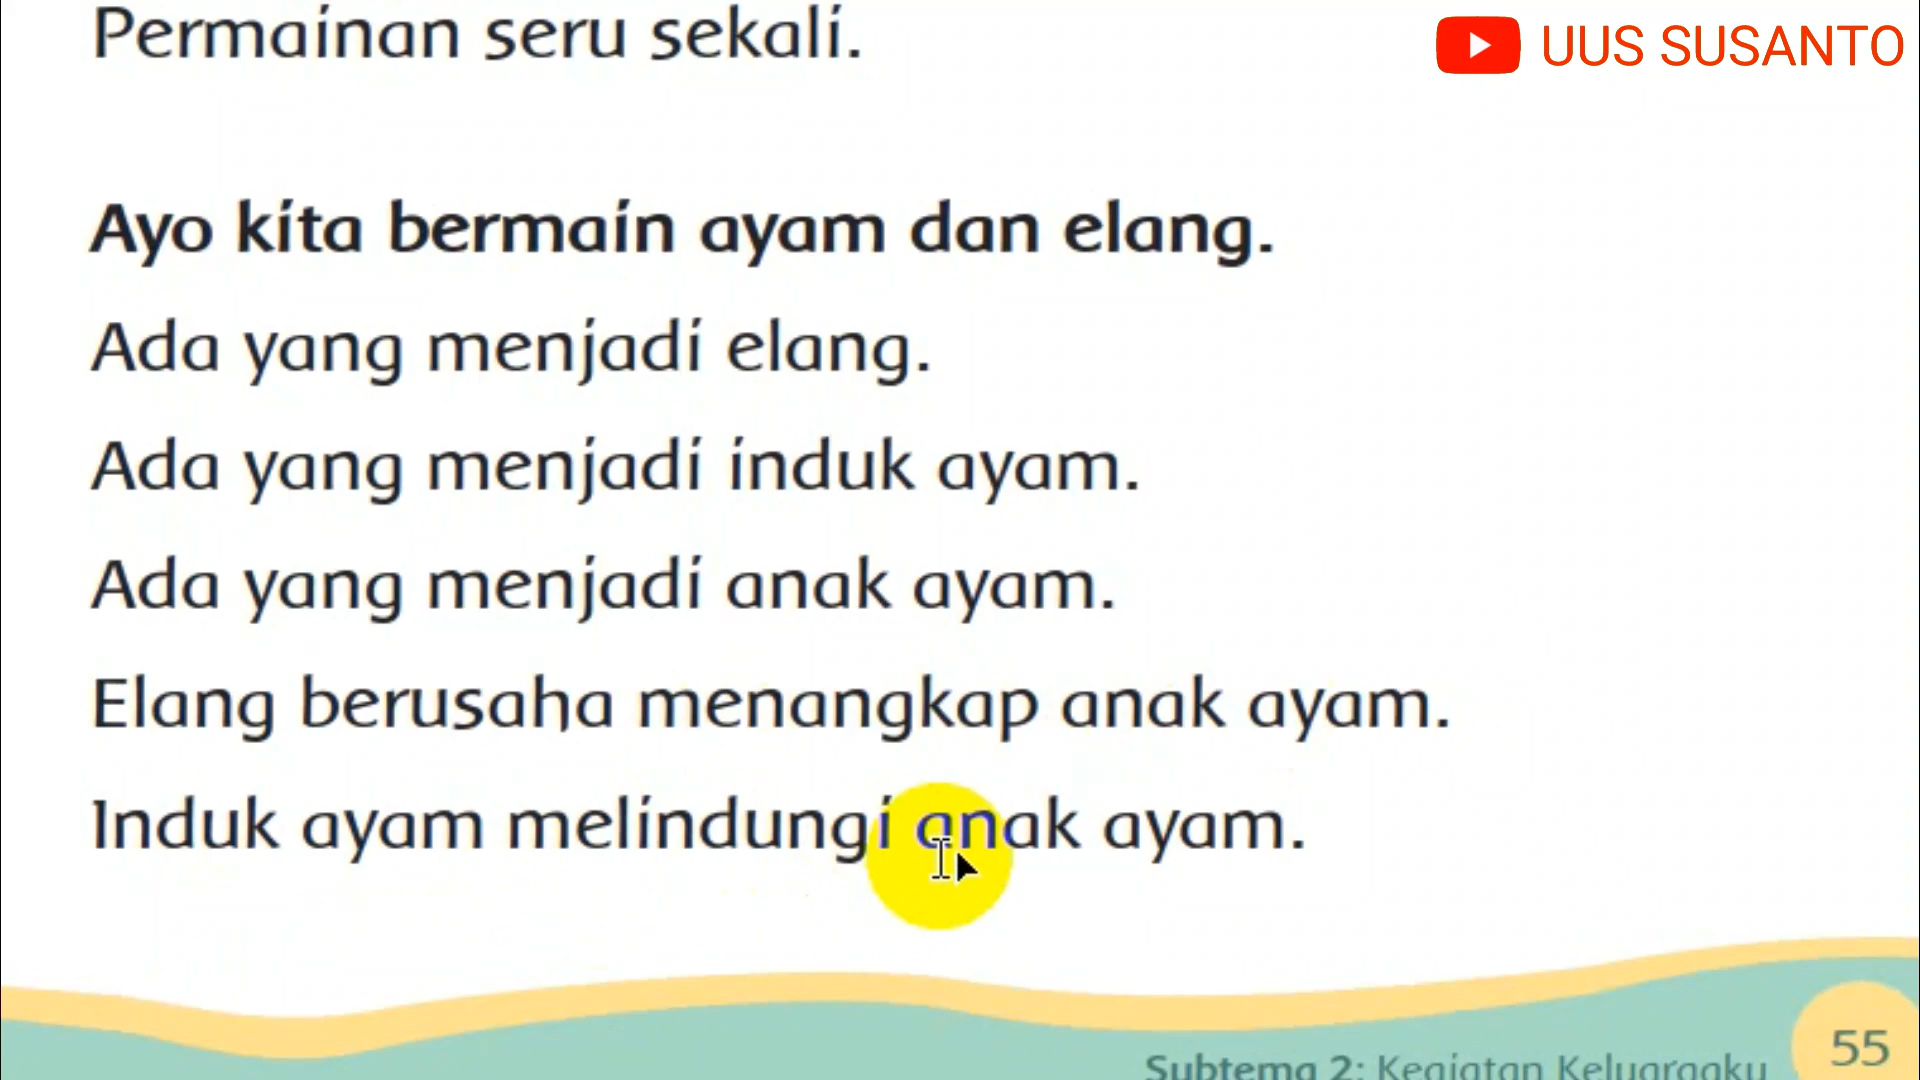 Permainan seru sekali.
UUS SUSANTO
Ayo kita bermain ayam dan elang.
Ada yang menjadi elang.
Ada yang menjadi induk ayam.
Ada yang menjadi anak ayam.
Elang berusaha menangkap anak ayam.
Induk ayam melindungi anak ayam.
Subtema 2: Kegiatan Keluargaku
55